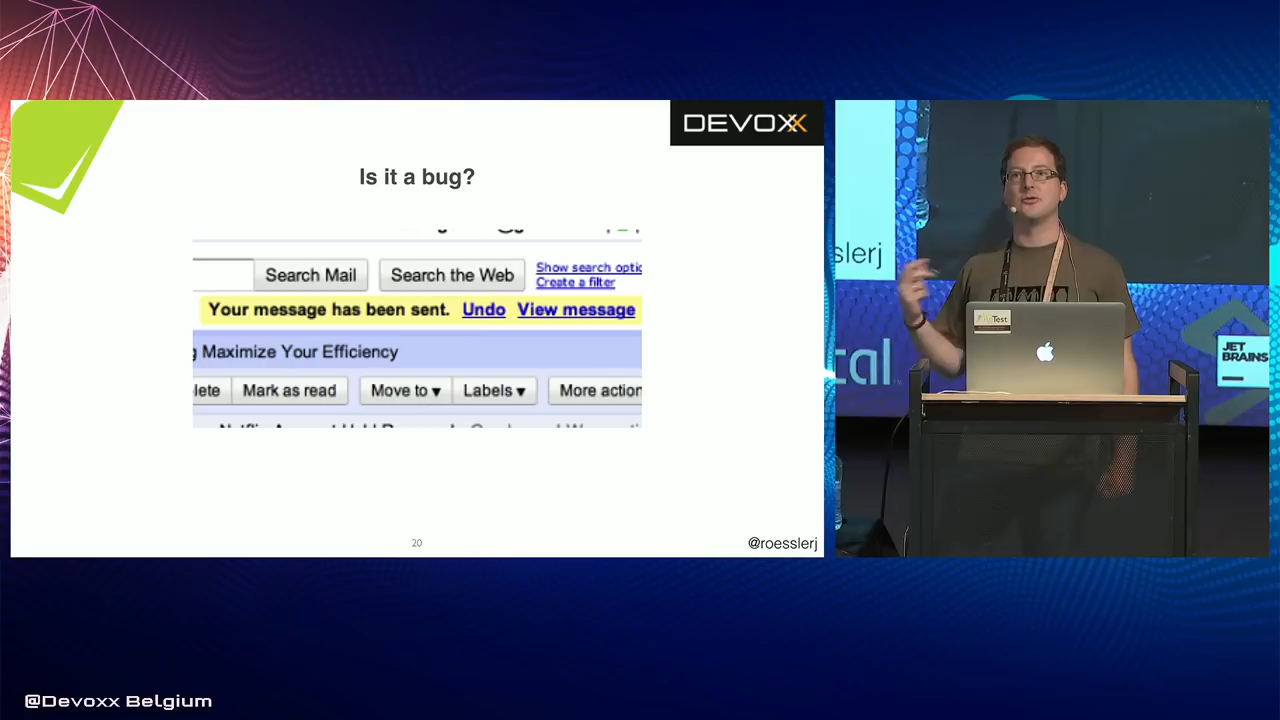 DEVOXX
Is it a bug?
Search Mail
Search the Web
Show search optic
Create a filter
Your message has been sent. Undo View message
Maximize Your Efficiency
lete
Mark as read
Move to
Labels
More action
20
@roesslerj
slerj
Test
tal
JET
BRAINS
@Devoxx Belgium